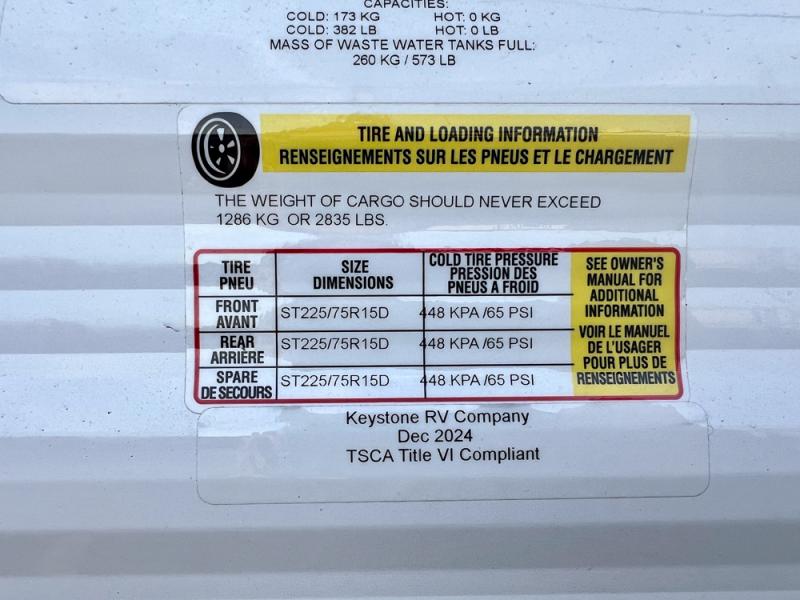 CAPACITIES:
COLD: 173 KG HOT: 0 KG
COLD: 382 LB HOT: 0 LB
MASS OF WASTE WATER TANKS FULL:
260 KG / 573 LB
TIRE AND LOADING INFORMATION
RENSEIGNEMENTS SUR LES PNEUS ET LE CHARGEMENT
THE WEIGHT OF CARGO SHOULD NEVER EXCEED
1286 KG OR 2835 LBS.
TIRE
PNEU
SIZE
DIMENSIONS
COLD TIRE PRESSURE
PRESSION DES
PNEUS A FROID
FRONT
AVANT
ST225/75R15D
448 KPA /65 PSI
REAR
ARRIÈRE
ST225/75R15D
448 KPA /65 PSI
SPARE
DE SECOURS
ST225/75R15D
448 KPA /65 PSI
SEE OWNER'S
MANUAL FOR
ADDITIONAL
INFORMATION
VOIR LE MANUEL
DE L'USAGER
POUR PLUS DE
RENSEIGNEMENTS
Keystone RV Company
Dec 2024
TSCA Title VI Compliant